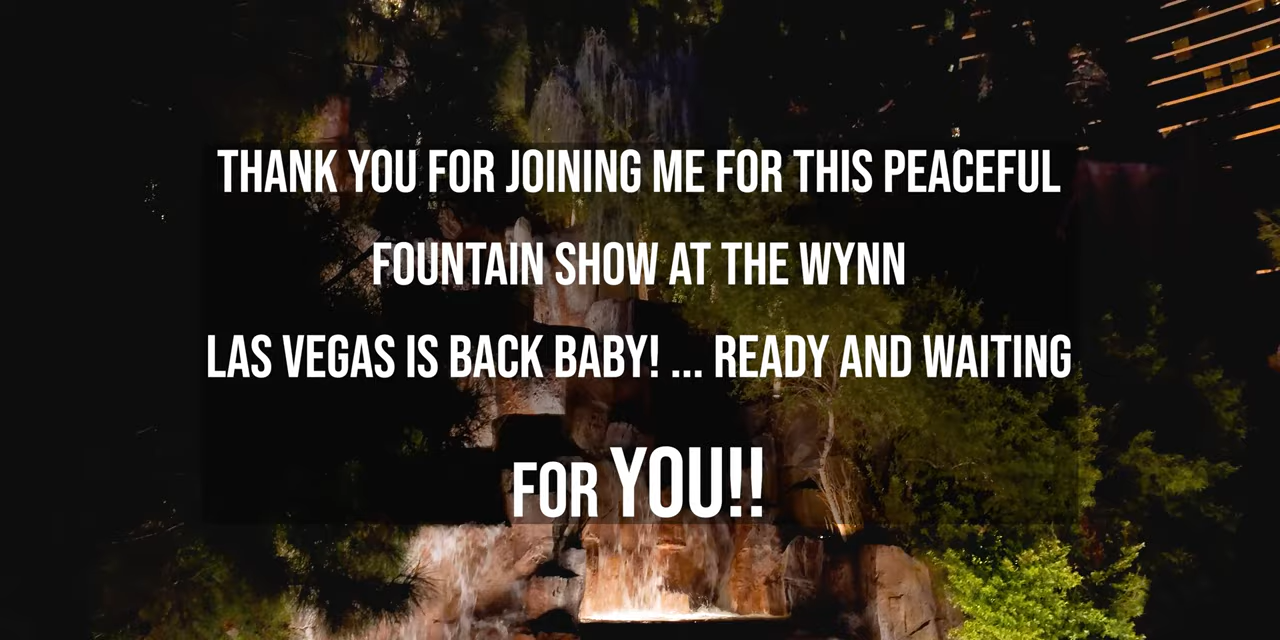 THANK YOU FOR JOINING ME FOR THIS PEACEFUL
FOUNTAIN SHOW AT THE WYNN
LAS VEGAS IS BACK BABY! ... READY AND WAITING
FOR YOU!!